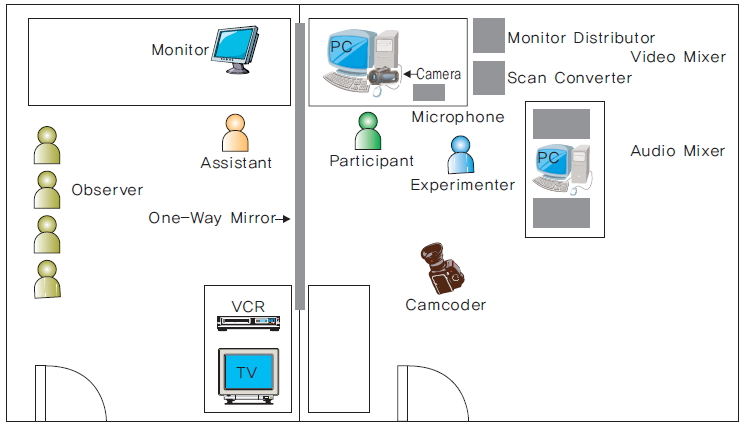 Monitor
PC
Camera
Monitor Distributor
Video Mixer
Scan Converter
Microphone
Assistant
Participant
Experimenter
PC
Audio Mixer
Observer
One-Way Mirror
Camcoder
VCR
TV